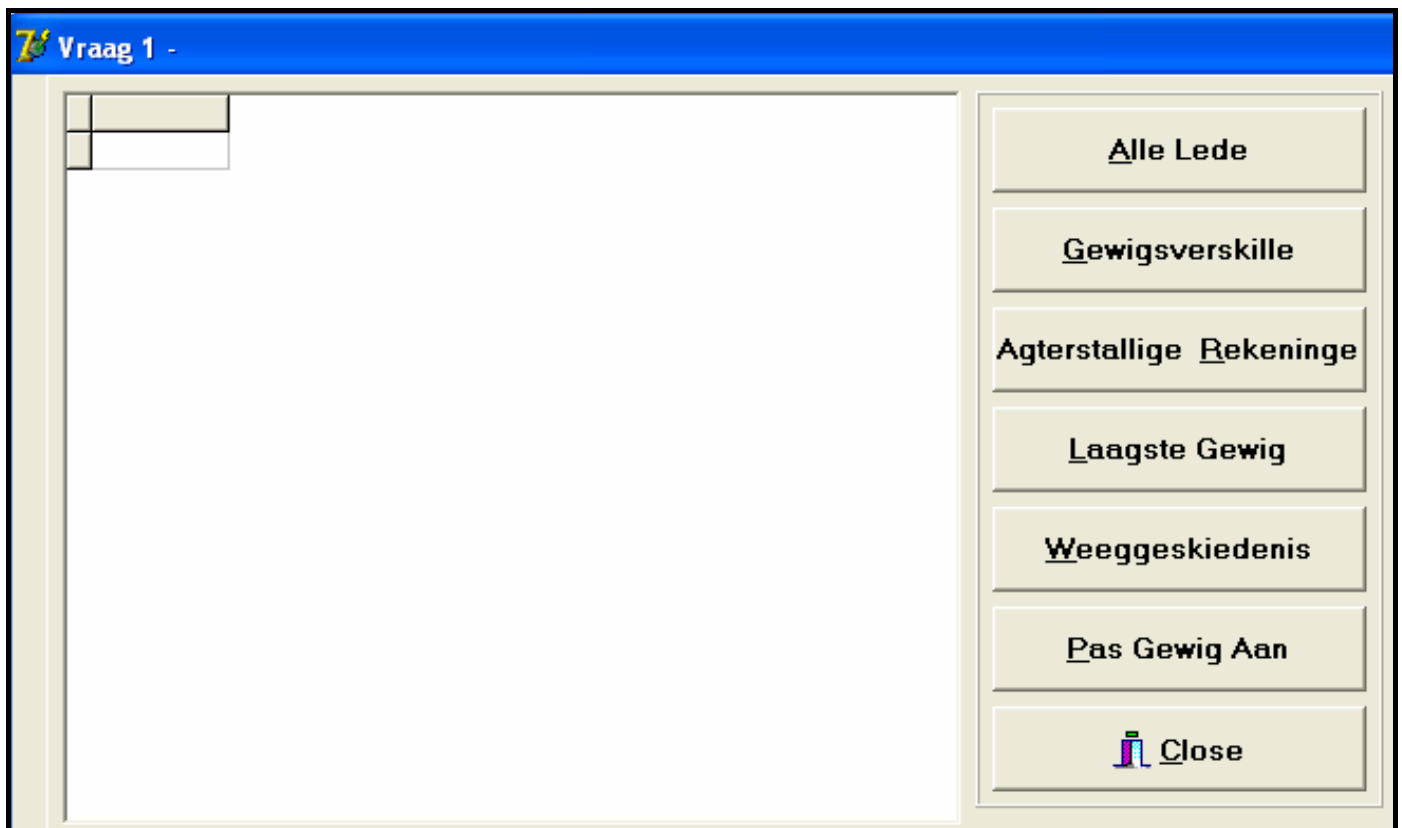 Vraag 1 -
Alle Lede
Gewigsverskille
Agterstallige Rekeninge
Laagste Gewig
Weeggeskiedenis
Pas Gewig Aan
Close